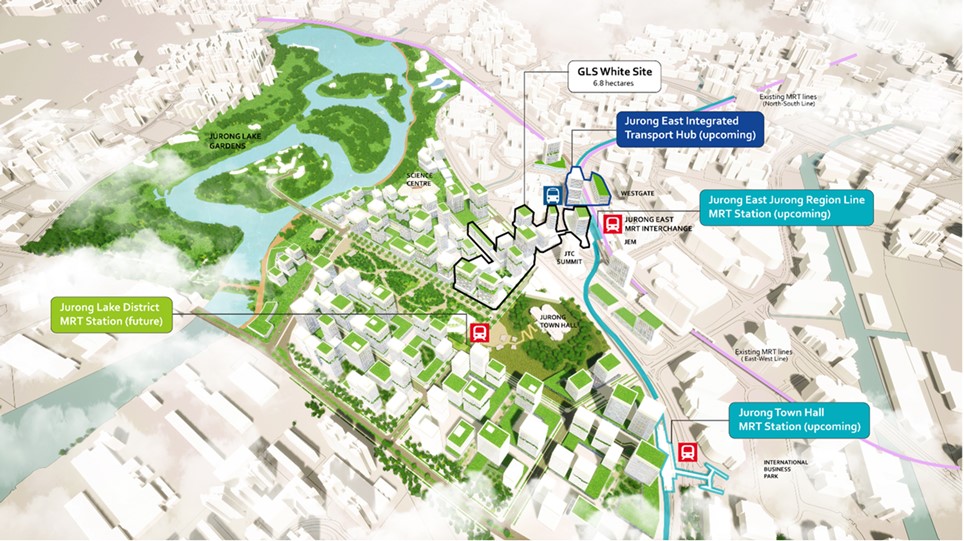 GLS White Site
6.8 hectares
Existing MRT lines
(North-South Line)
Jurong East Integrated
Transport Hub (upcoming)
JURONG LAKE
GARDENS
SCIENCE
CENTRE
WESTGATE
Jurong East Jurong Region Line
MRT Station (upcoming)
JURONG EAST
MRT INTERCHANGE
JEM
JTC
SUMMIT
Jurong Lake District
MRT Station (future)
JURONG
TOWN HALL
Existing MRT lines
( East-West Line)
Jurong Town Hall
MRT Station (upcoming)
INTERNATIONAL
BUSINESS
PARK